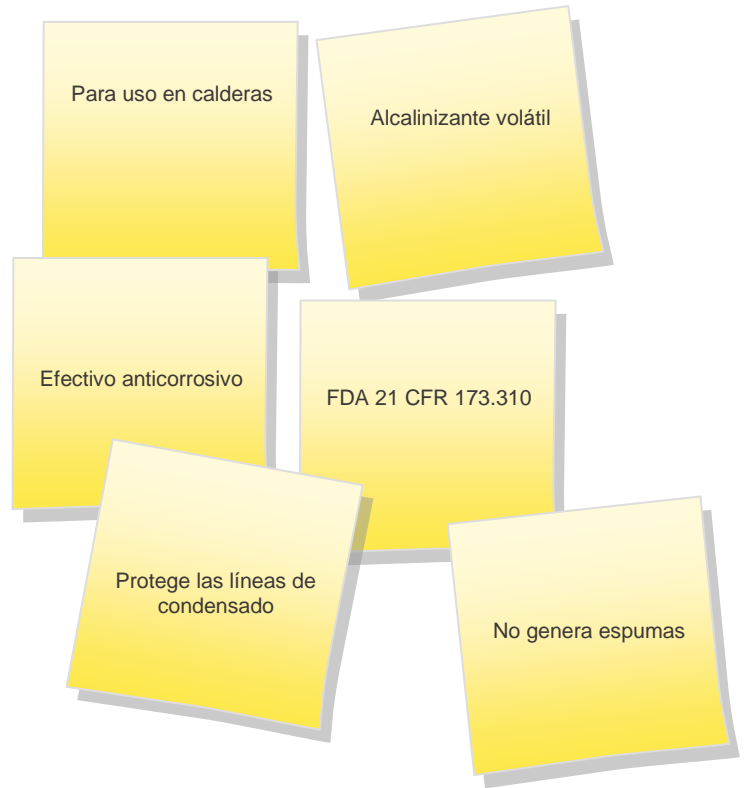 Para uso en calderas
Alcalinizante volátil
Efectivo anticorrosivo
FDA 21 CFR 173.310
Protege las líneas de
condensado
No genera espumas